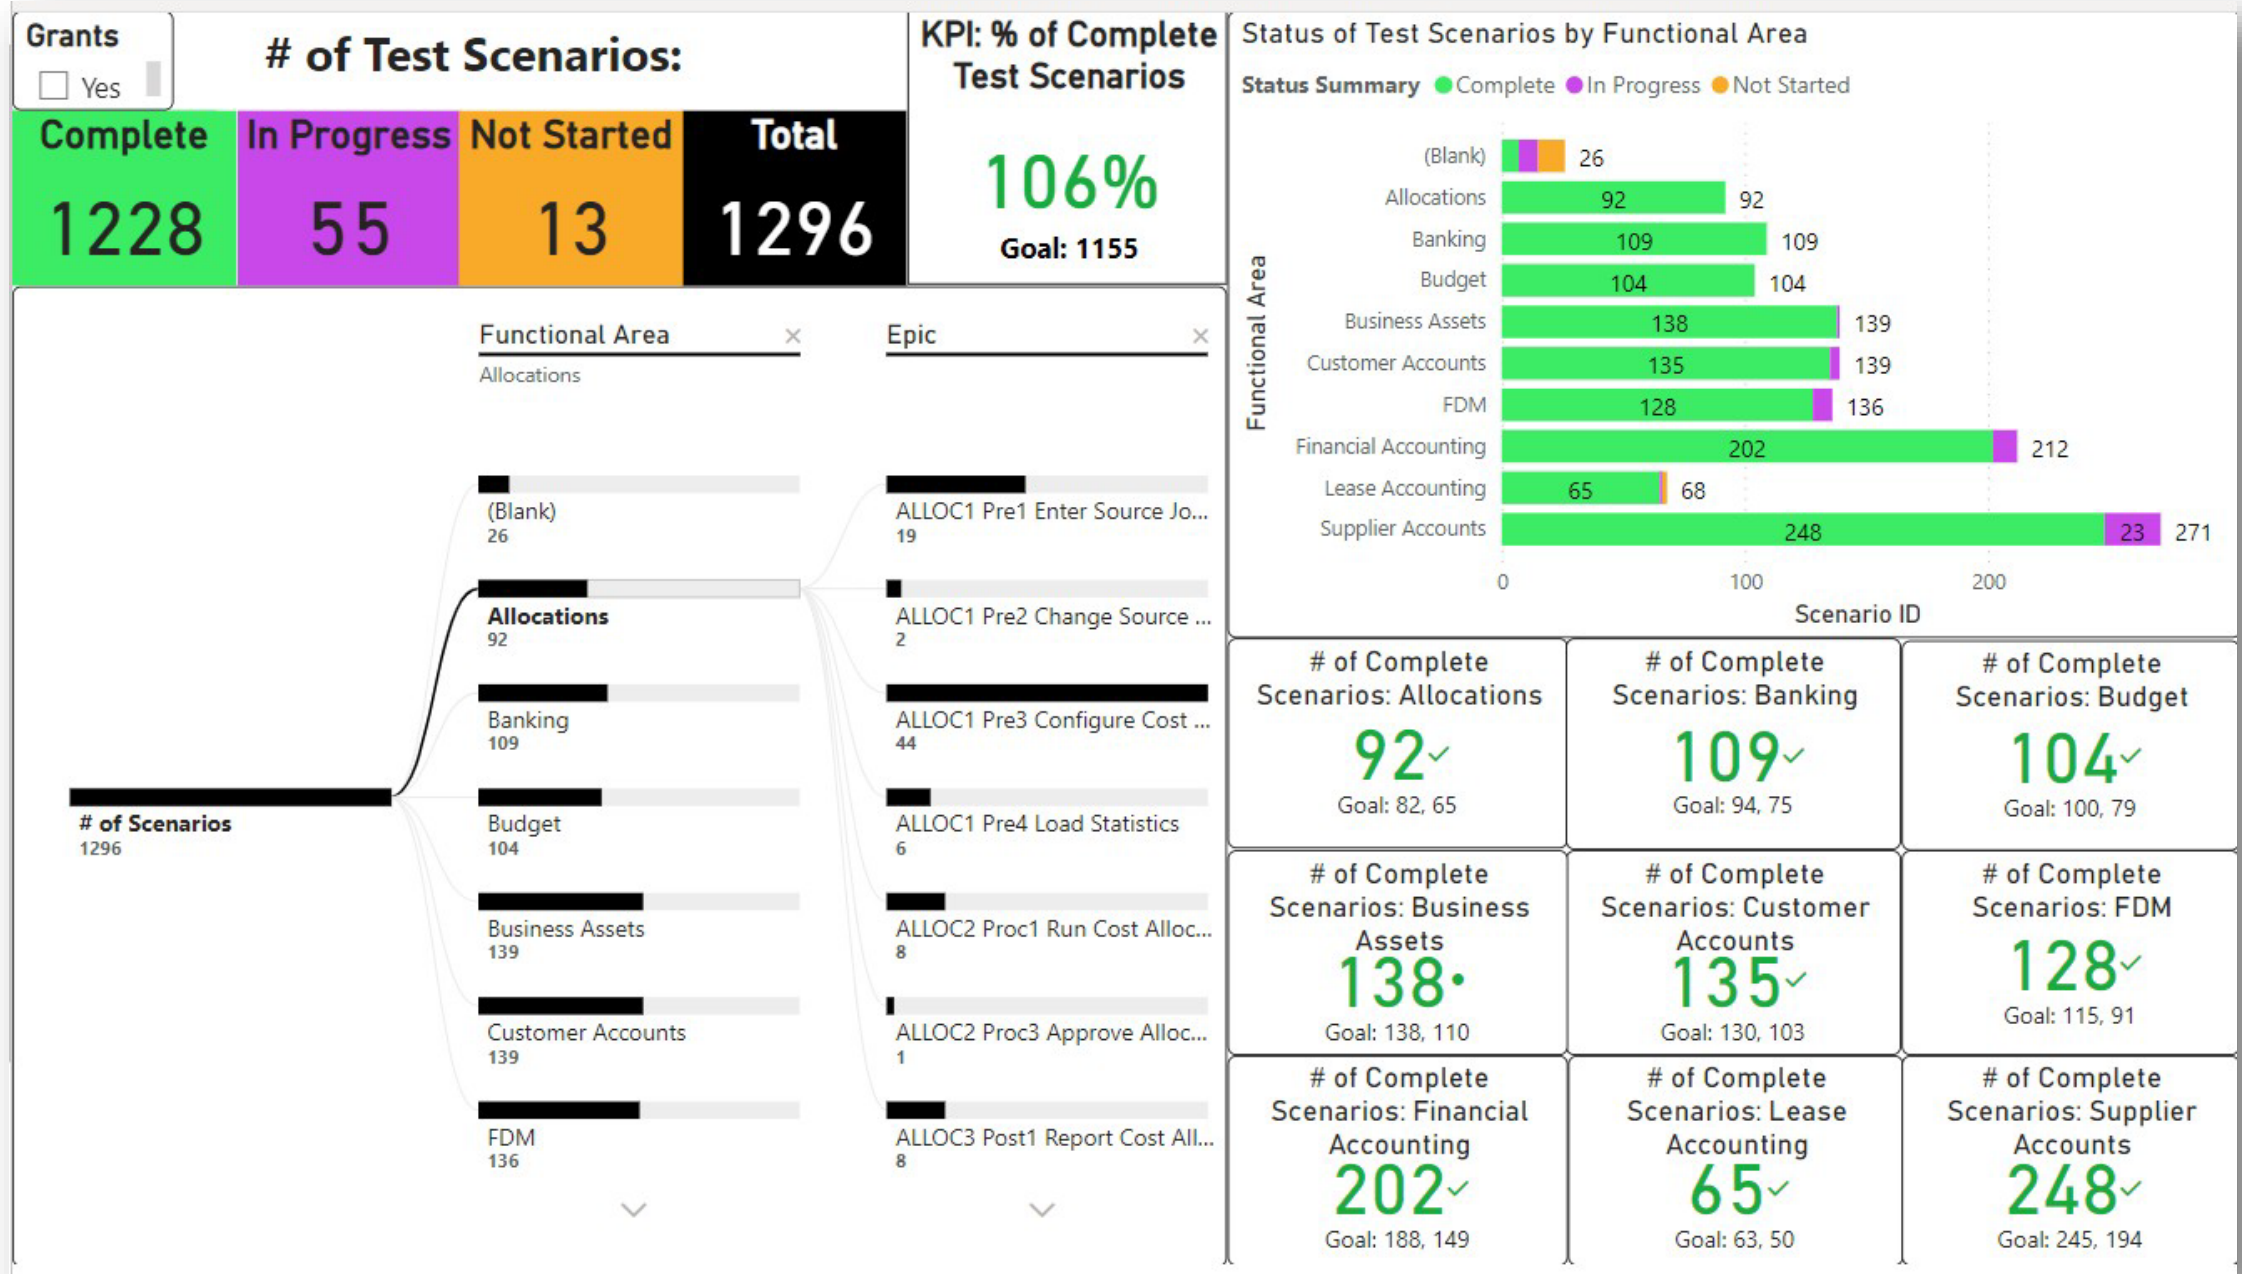 Grants
Yes
# of Test Scenarios:
Complete
1228
In Progress
55
Not Started
13
Total
1296
KPI: % of Complete
Test Scenarios
106%
Goal: 1155
Functional Area
Allocations
Epic
# of Scenarios
1296
(Blank)
26
Allocations
92
Banking
109
Budget
104
Business Assets
139
Customer Accounts
139
FDM
136
ALLOC1 Pre1 Enter Source Jo...
19
ALLOC1 Pre2 Change Source ...
2
ALLOC1 Pre3 Configure Cost ...
44
ALLOC1 Pre4 Load Statistics
6
ALLOC2 Proc1 Run Cost Alloc...
8
ALLOC2 Proc3 Approve Alloc...
1
ALLOC3 Post1 Report Cost All...
8
Status of Test Scenarios by Functional Area
Status Summary Complete In Progress Not Started
Functional Area
(Blank) 26
Allocations 92 92
Banking 109 109
Budget 104 104
Business Assets 138 139
Customer Accounts 135 139
FDM 128 136
Financial Accounting 202 212
Lease Accounting 65 68
Supplier Accounts 248 23 271
0 100 200
Scenario ID
# of Complete
Scenarios: Allocations
92
Goal: 82, 65
# of Complete
Scenarios: Banking
109
Goal: 94, 75
# of Complete
Scenarios: Budget
104
Goal: 100, 79
# of Complete
Scenarios: Business
Assets
138
Goal: 138, 110
# of Complete
Scenarios: Customer
Accounts
135
Goal: 130, 103
# of Complete
Scenarios: FDM
128
Goal: 115, 91
# of Complete
Scenarios: Financial
Accounting
202
Goal: 188, 149
# of Complete
Scenarios: Lease
Accounting
65
Goal: 63, 50
# of Complete
Scenarios: Supplier
Accounts
248
Goal: 245, 194